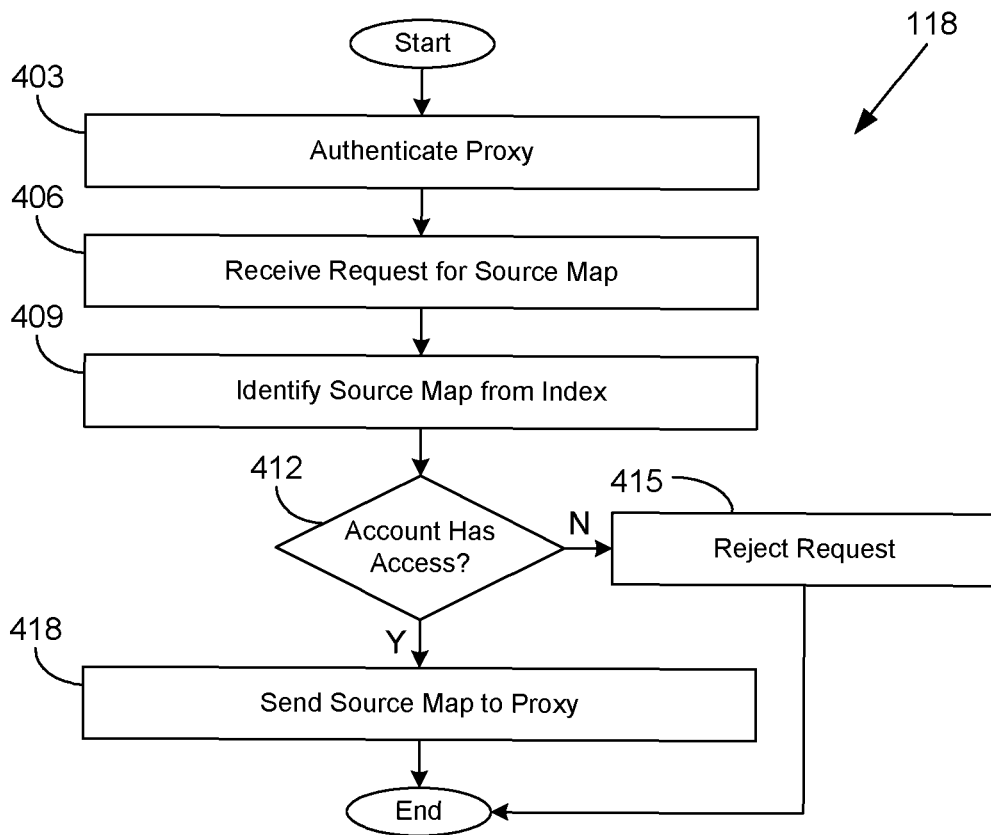 Start
118
403
Authenticate Proxy
406
Receive Request for Source Map
409
Identify Source Map from Index
412
Account Has
Access?
N
415
Reject Request
Y
418
Send Source Map to Proxy
End